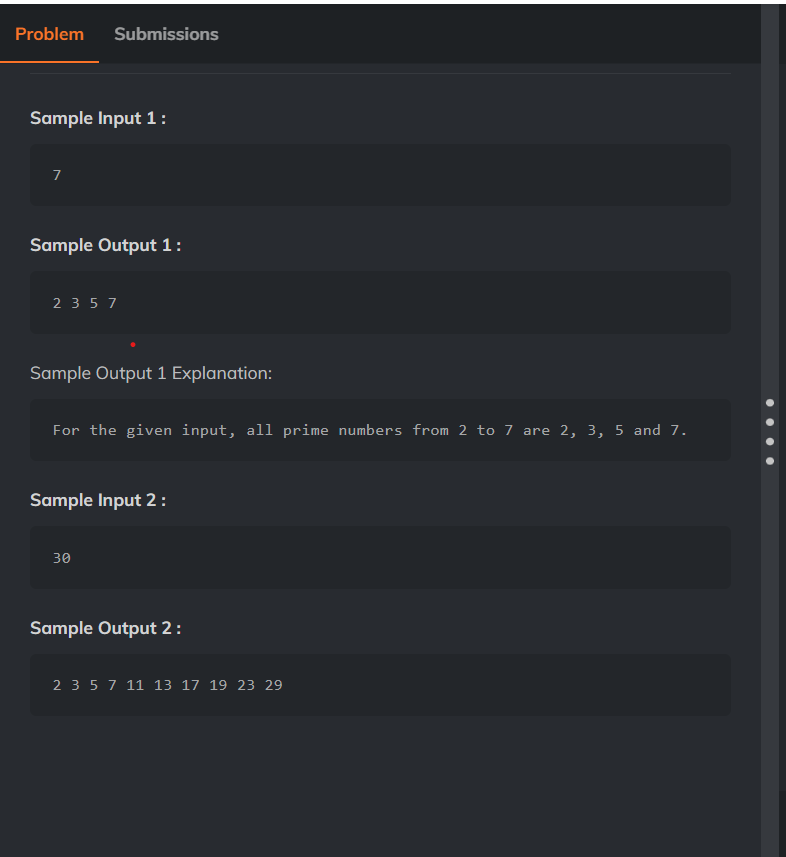 Problem Submissions
Sample Input 1 :
7
Sample Output 1 :
2 3 5 7
Sample Output 1 Explanation:
For the given input, all prime numbers from 2 to 7 are 2, 3, 5 and 7.
Sample Input 2 :
30
Sample Output 2 :
2 3 5 7 11 13 17 19 23 29